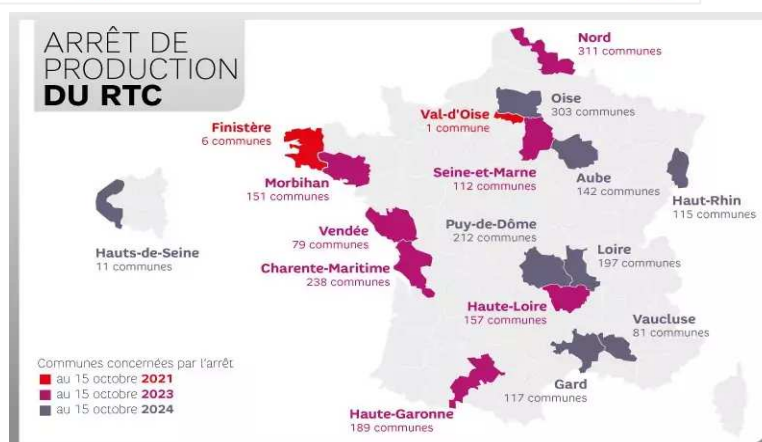 ARRÊT DE
PRODUCTION
DU RTC
Nord
311 communes
Oise
303 communes
Val-d'Oise
1 commune
Finistère
6 communes
Seine-et-Marne
112 communes
Aube
142 communes
Morbihan
151 communes
Haut-Rhin
115 communes
Vendée
79 communes
Puy-de-Dôme
212 communes
Hauts-de-Seine
11 communes
Loire
197 communes
Charente-Maritime
238 communes
Haute-Loire
157 communes
Vaucluse
81 communes
Communes concernées par l'arrêt
au 15 octobre 2021
au 15 octobre 2023
au 15 octobre 2024
Gard
117 communes
Haute-Garonne
189 communes